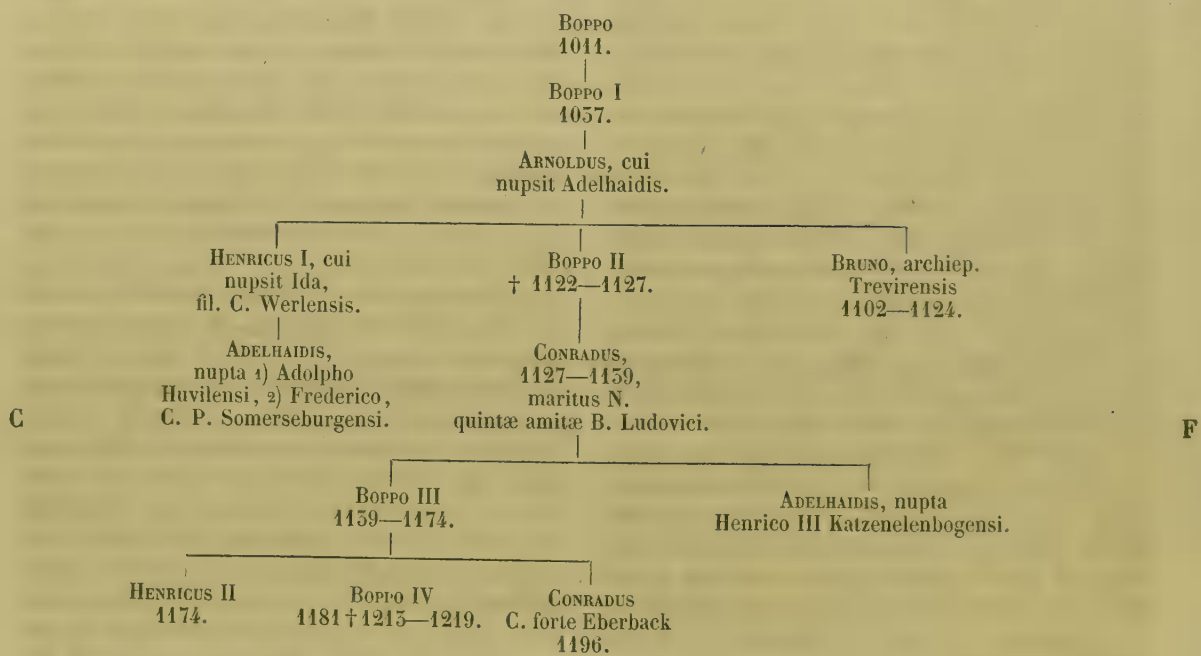 BOPPO
1011.
BOPPO I
1057.
ARNOLDUS, cui
nupsit Adelhaidis.
HENRICUS I, cui
nupsit Ida,
fil. C. Werlensis.
BOPPO II
† 1122—1127.
BRUNO, archiep.
Trevirensis
1102—1124.
ADELHAIDIS,
nupta 1) Adolpho
Huvilensi, 2) Frederico,
C. P. Somerseburgensi.
CONRADUS,
1127—1159,
maritus N.
quintæ amitæ B. Ludovici.
C
F
BOPPO III
1159—1174.
ADELHAIDIS, nupta
Henrico III Katzenelenbogensi.
HENRICUS II
1174.
BOPPO IV
1181 † 1213—1219.
CONRADUS
C. forte Eberback
1196.